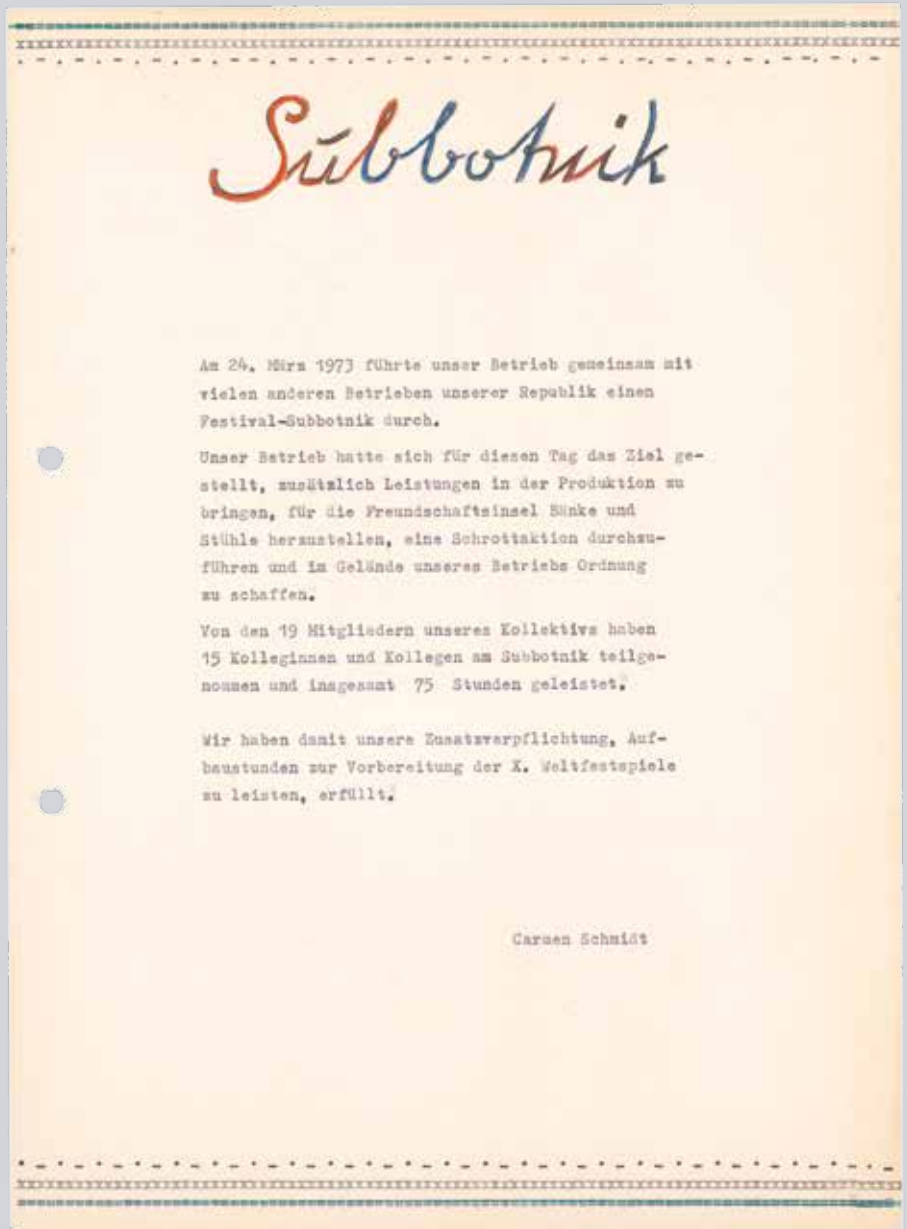 Subbotnik
Am 24. März 1973 führte unser Betrieb gemeinsam mit
vielen anderen Betrieben unserer Republik einen
Festival-Subbotnik durch.
Unser Betrieb hatte sich für diesen Tag das Ziel ge-
stellt, zusätzlich Leistungen in der Produktion zu
bringen, für die Freundschaftsinsel Bänke und
Stühle herzustellen, eine Schrottaktion durchzu-
führen und im Gelände unseres Betriebs Ordnung
zu schaffen.
Von den 19 Mitgliedern unseres Kollektivs haben
15 Kolleginnen und Kollegen am Subbotnik teilge-
nommen und insgesamt 75 Stunden geleistet.
Wir haben damit unsere Zusatzverpflichtung, Auf-
baustunden zur Vorbereitung der X. Weltfestspiele
zu leisten, erfüllt.
Carmen Schmidt